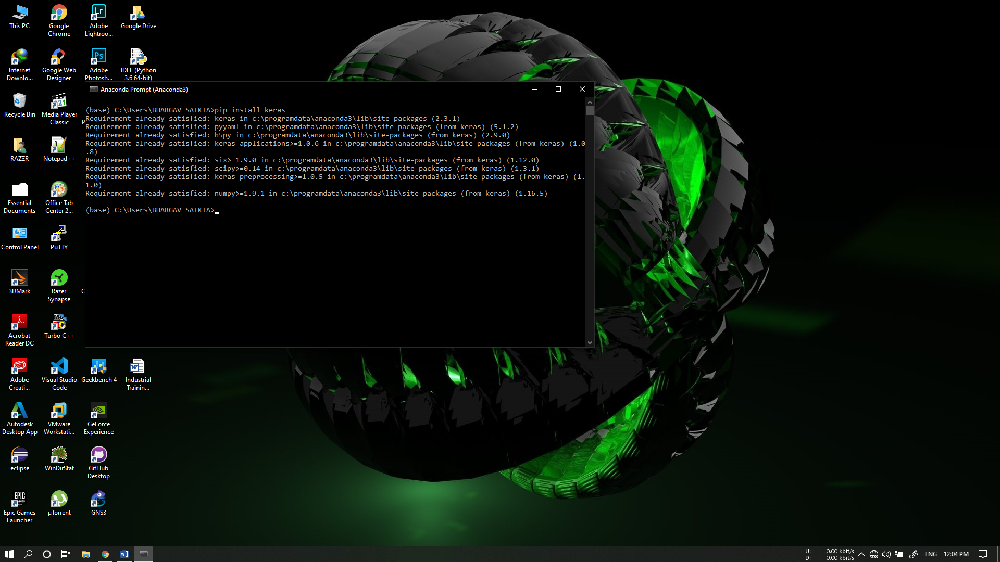 This PC
Google Chrome
Adobe Lightroo...
Google Drive
Internet Downlo...
Google Web Designer
Adobe Photosh...
IDLE (Python 3.6 64-bit)
Recycle Bin
Media Player Classic
RΛZER
Notepad++
Essential Documents
Office Tab Center 2...
Control Panel
PuTTY
3DMark
Razer Synapse
Acrobat Reader DC
Turbo C++
Adobe Creati...
Visual Studio Code
Geekbench 4
Industrial Trainin...
Autodesk Desktop App
VMware Workstati...
GeForce Experience
eclipse
WinDirStat
GitHub Desktop
Epic Games Launcher
µTorrent
GNS3
Anaconda Prompt (Anaconda3)
(base) C:\Users\BHARGAV SAIKIA>pip install keras
Requirement already satisfied: keras in c:\programdata\anaconda3\lib\site-packages (2.3.1)
Requirement already satisfied: pyyaml in c:\programdata\anaconda3\lib\site-packages (from keras) (5.1.2)
Requirement already satisfied: h5py in c:\programdata\anaconda3\lib\site-packages (from keras) (2.9.0)
Requirement already satisfied: keras-applications>=1.0.6 in c:\programdata\anaconda3\lib\site-packages (from keras) (1.0
.8)
Requirement already satisfied: six>=1.9.0 in c:\programdata\anaconda3\lib\site-packages (from keras) (1.12.0)
Requirement already satisfied: scipy>=0.14 in c:\programdata\anaconda3\lib\site-packages (from keras) (1.3.1)
Requirement already satisfied: keras-preprocessing>=1.0.5 in c:\programdata\anaconda3\lib\site-packages (from keras) (1.
1.0)
Requirement already satisfied: numpy>=1.9.1 in c:\programdata\anaconda3\lib\site-packages (from keras) (1.16.5)
(base) C:\Users\BHARGAV SAIKIA>
U: 0.00 kbit/s
D: 0.00 kbit/s
ENG
12:04 PM